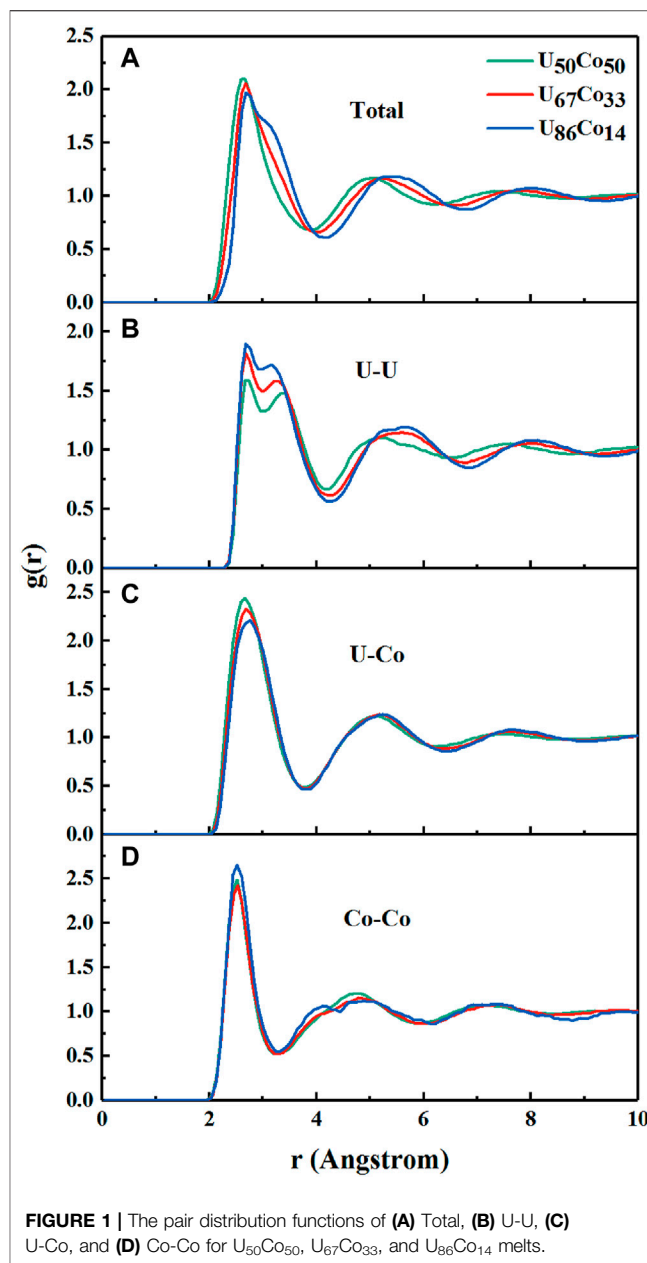 A
Total
U50Co50
U67Co33
U86Co14
2.5
2.0
1.5
1.0
0.5
0.0
B
U-U
2.0
1.5
1.0
0.5
0.0
C
U-Co
2.5
2.0
1.5
1.0
0.5
0.0
D
Co-Co
2.5
2.0
1.5
1.0
0.5
0.0
g(r)
0 2 4 6 8 10
r (Angstrom)
FIGURE 1 | The pair distribution functions of (A) Total, (B) U-U, (C)
U-Co, and (D) Co-Co for U50Co50, U67Co33, and U86Co14 melts.